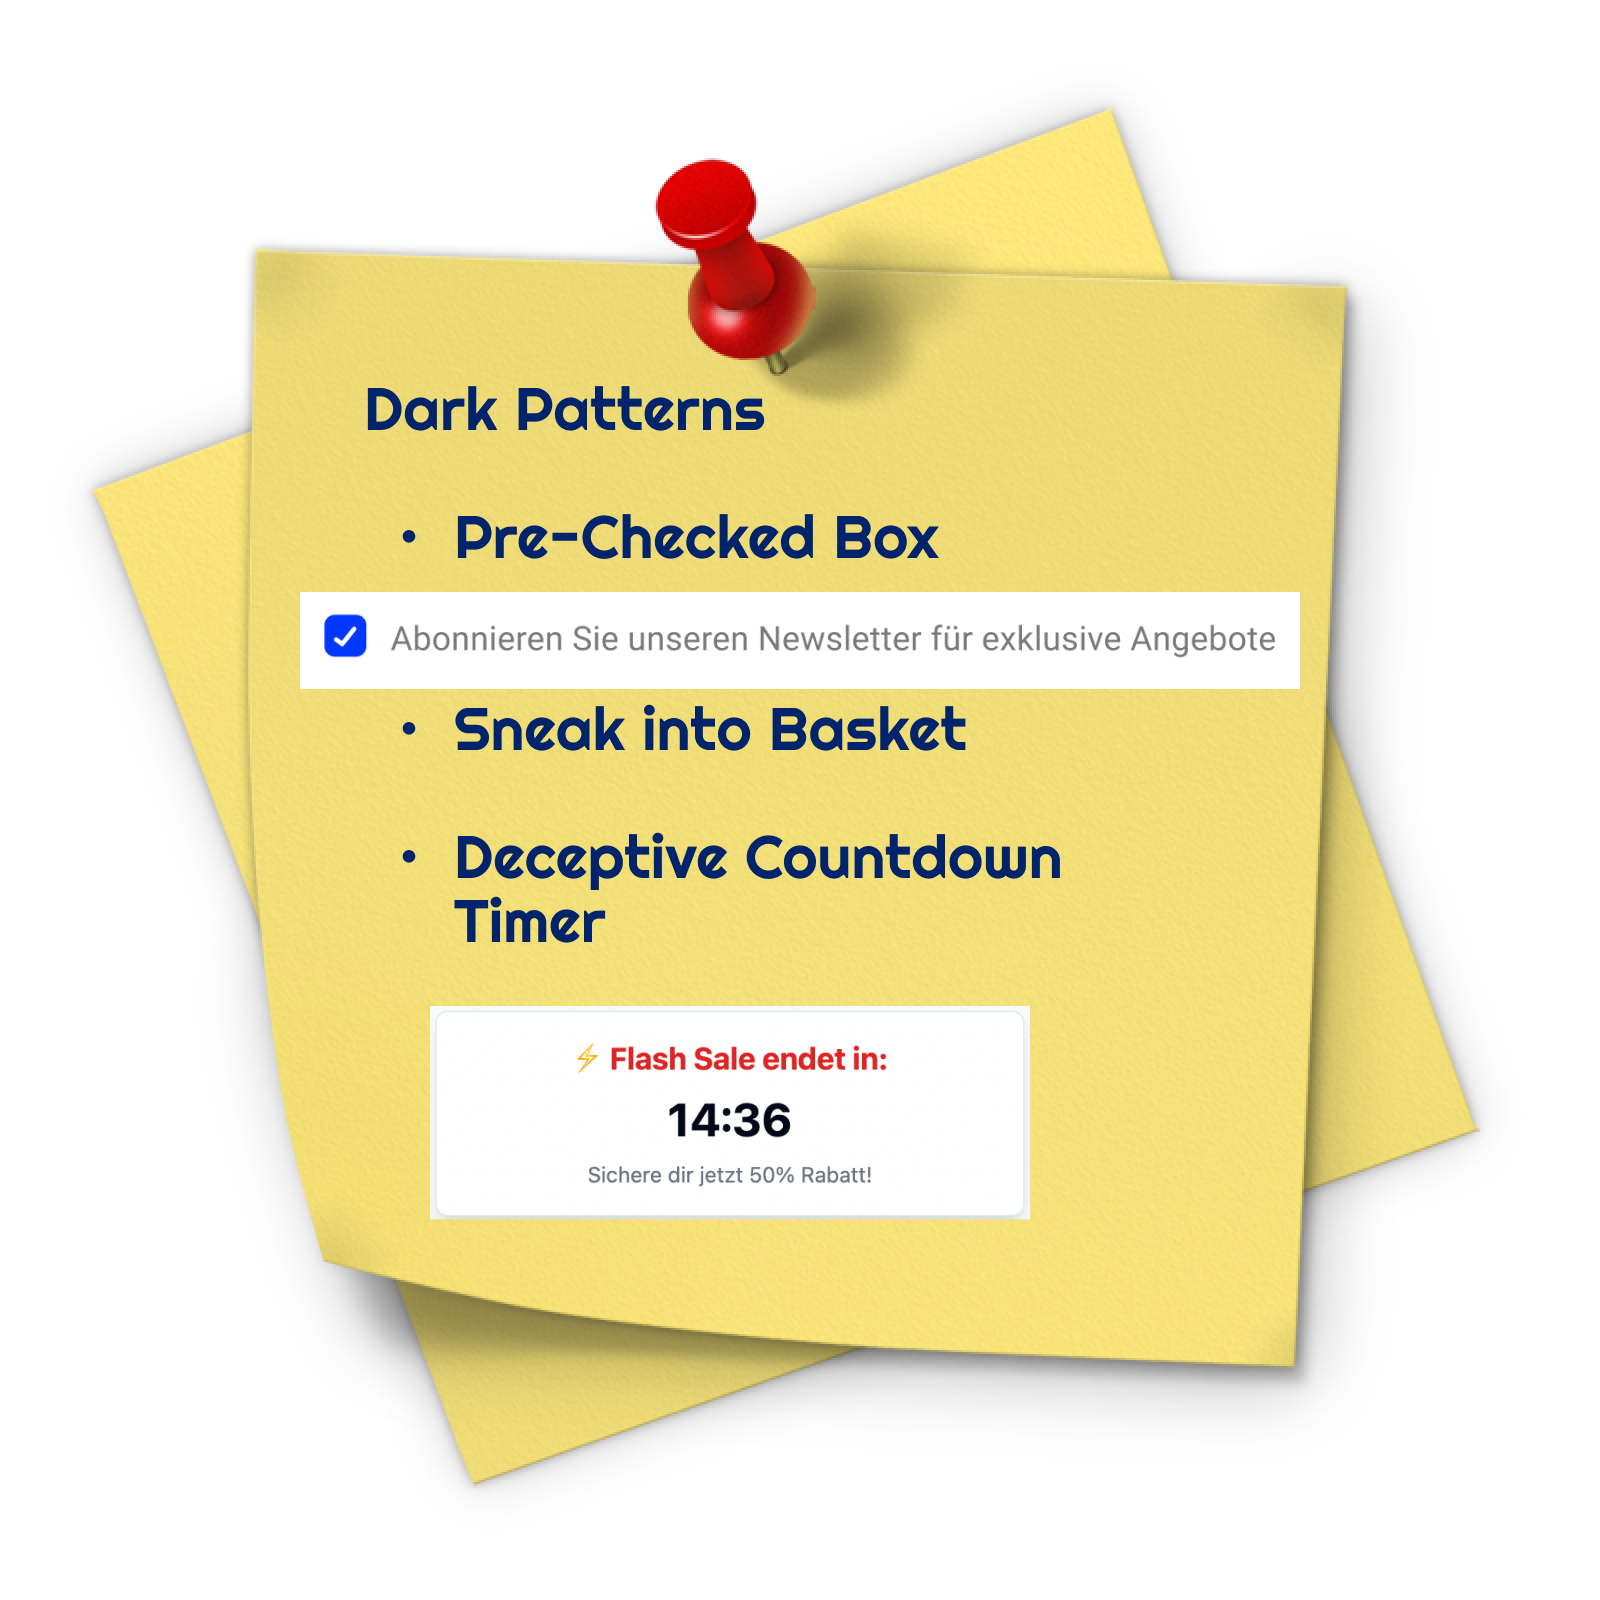 Dark Patterns
• Pre-Checked Box
Abonnieren Sie unseren Newsletter für exklusive Angebote
• Sneak into Basket
• Deceptive Countdown
Timer
⚡ Flash Sale endet in:
14:36
Sichere dir jetzt 50% Rabatt!